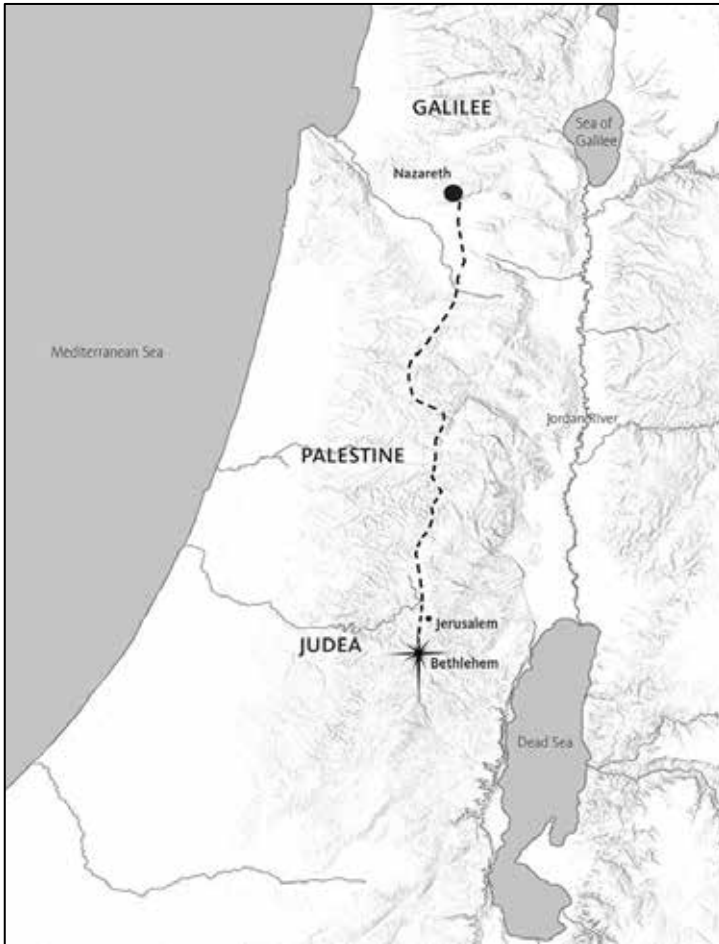 GALILEE
Sea of
Galilee
Nazareth
Mediterranean Sea
Jordan River
PALESTINE
Jerusalem
JUDEA
Bethlehem
Dead Sea